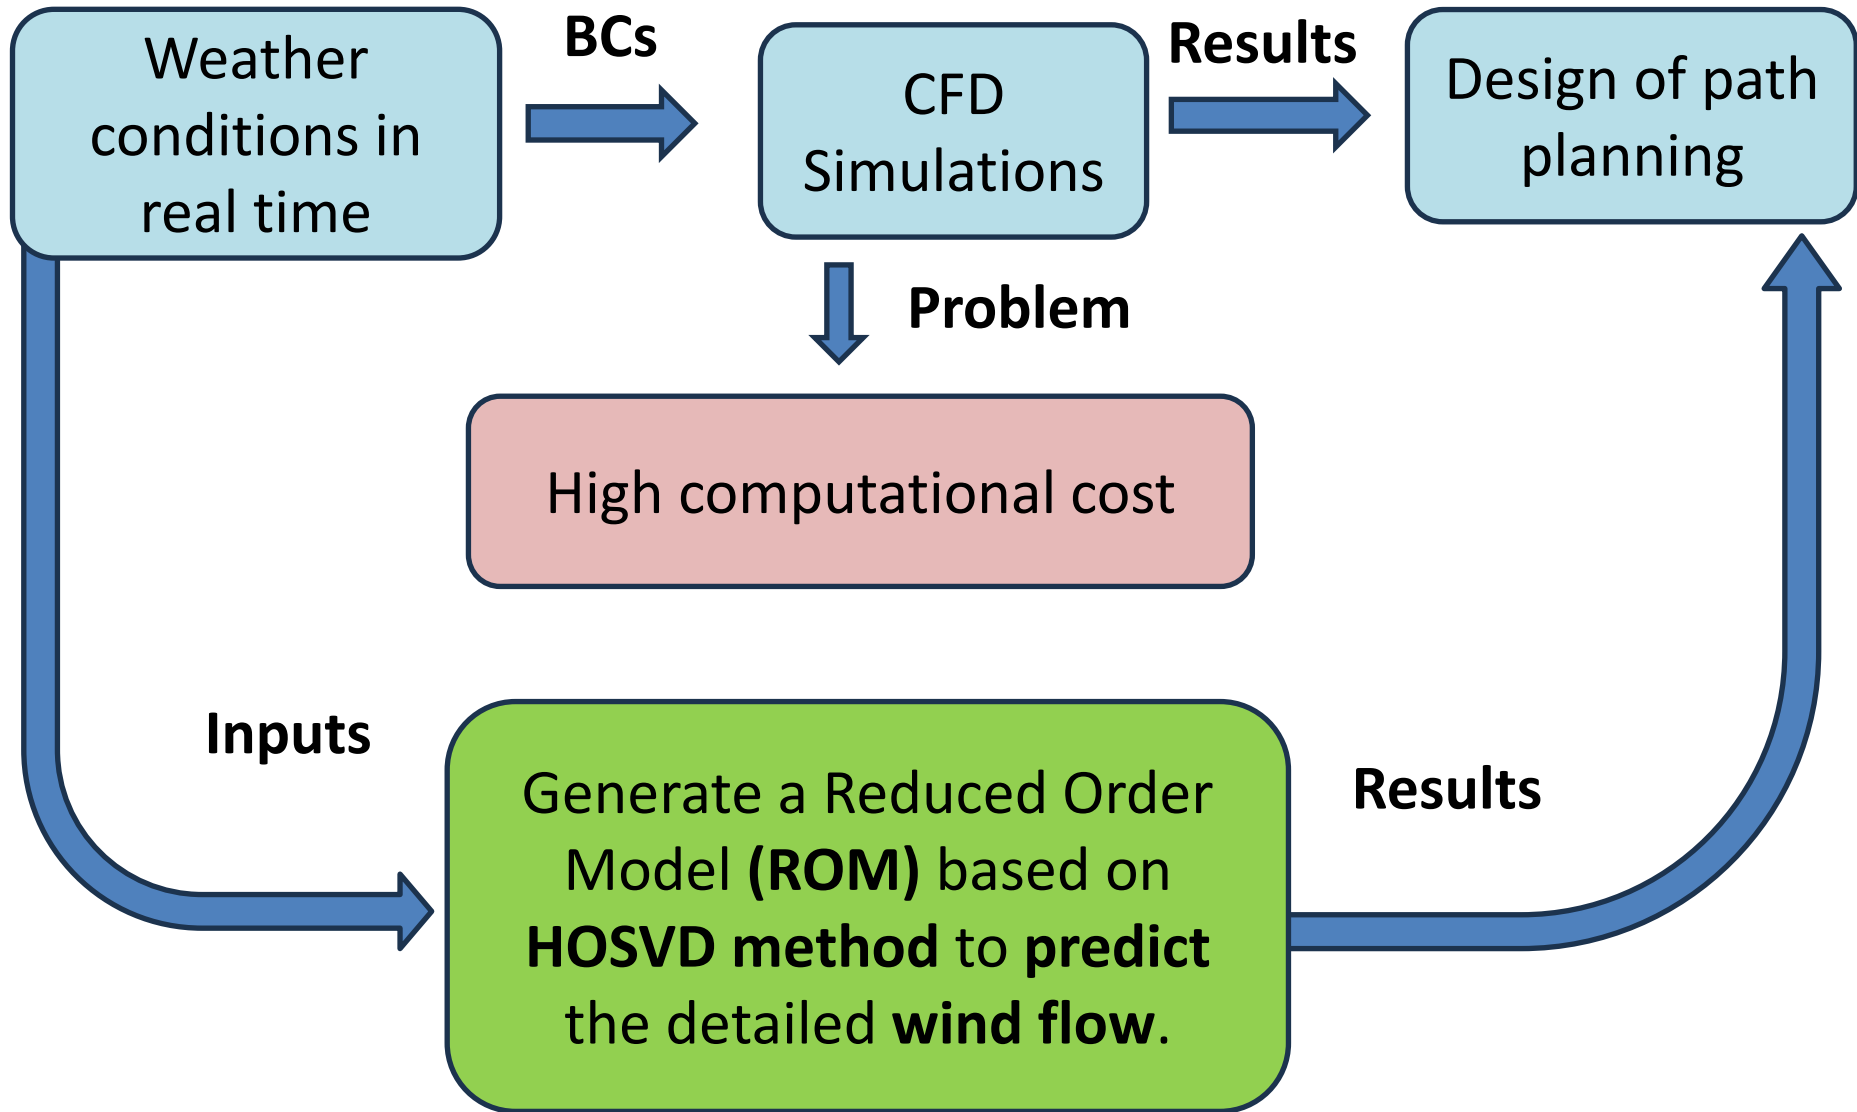 Weather
conditions in
real time
BCs
CFD
Simulations
Results
Design of path
planning
Problem
High computational cost
Inputs
Generate a Reduced Order
Model (ROM) based on
HOSVD method to predict
the detailed wind flow.
Results